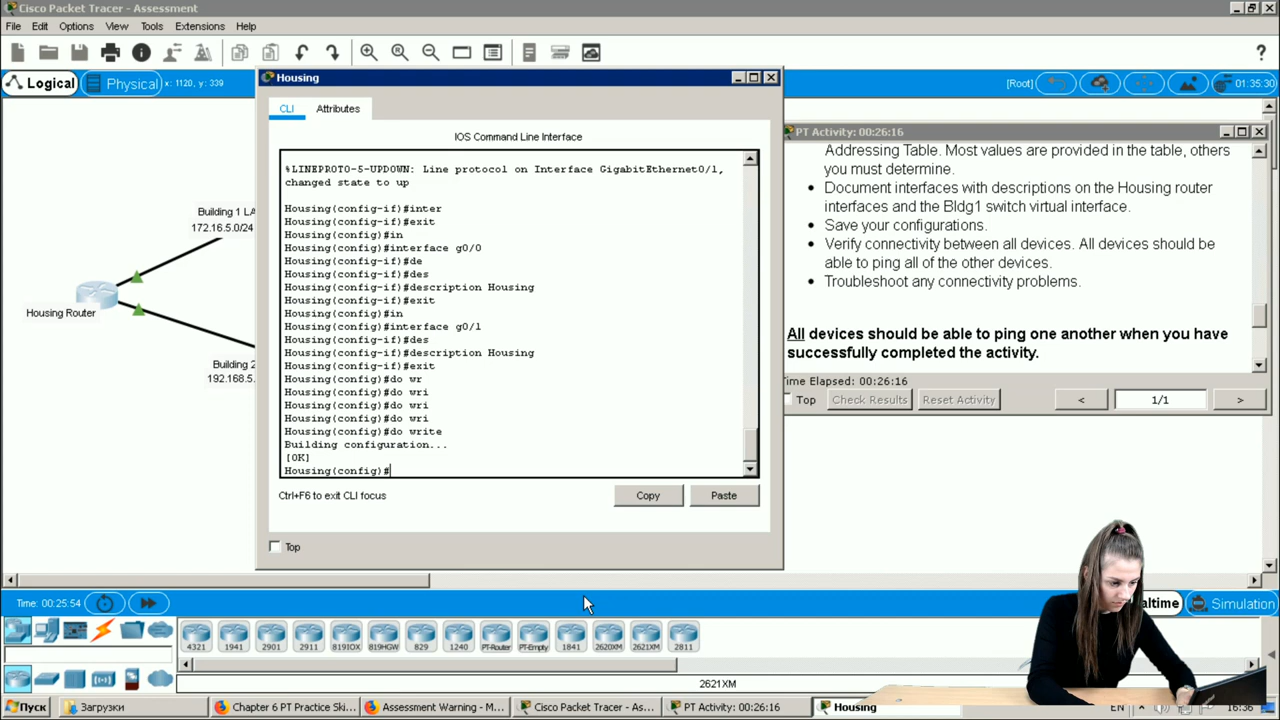 Cisco Packet Tracer - Assessment
File Edit Options View Tools Extensions Help
Logical Physical x: 1120, y: 339 [Root] 01:35:30
Building 1 LA
172.16.5.0/24
Housing Router
Building 2
192.168.5.
Housing
CLI Attributes
IOS Command Line Interface
%LINEPROTO-5-UPDOWN: Line protocol on Interface GigabitEthernet0/1,
changed state to up
Housing(config-if)#inter
Housing(config-if)#exit
Housing(config)#in
Housing(config)#interface g0/0
Housing(config-if)#de
Housing(config-if)#des
Housing(config-if)#description Housing
Housing(config-if)#exit
Housing(config)#in
Housing(config)#interface g0/1
Housing(config-if)#des
Housing(config-if)#description Housing
Housing(config-if)#exit
Housing(config)#do wr
Housing(config)#do wri
Housing(config)#do wri
Housing(config)#do wri
Housing(config)#do write
Building configuration...
[OK]
Housing(config)#
Ctrl+F6 to exit CLI focus Copy Paste
Top
PT Activity: 00:26:16
Addressing Table. Most values are provided in the table, others
you must determine.
• Document interfaces with descriptions on the Housing router
interfaces and the Bldg1 switch virtual interface.
• Save your configurations.
• Verify connectivity between all devices. All devices should be
able to ping all of the other devices.
• Troubleshoot any connectivity problems.
All devices should be able to ping one another when you have
successfully completed the activity.
Time Elapsed: 00:26:16
Top Check Results Reset Activity < 1/1 >
Time: 00:25:54 ealtime Simulation
4321 1941 2901 2911 819IOX 819HGW 829 1240 PT-Router PT-Empty 1841 2620XM 2621XM 2811
2621XM
Пуск Загрузки Chapter 6 PT Practice Ski... Assessment Warning - M... Cisco Packet Tracer - As... PT Activity: 00:26:16 Housing EN 16:36